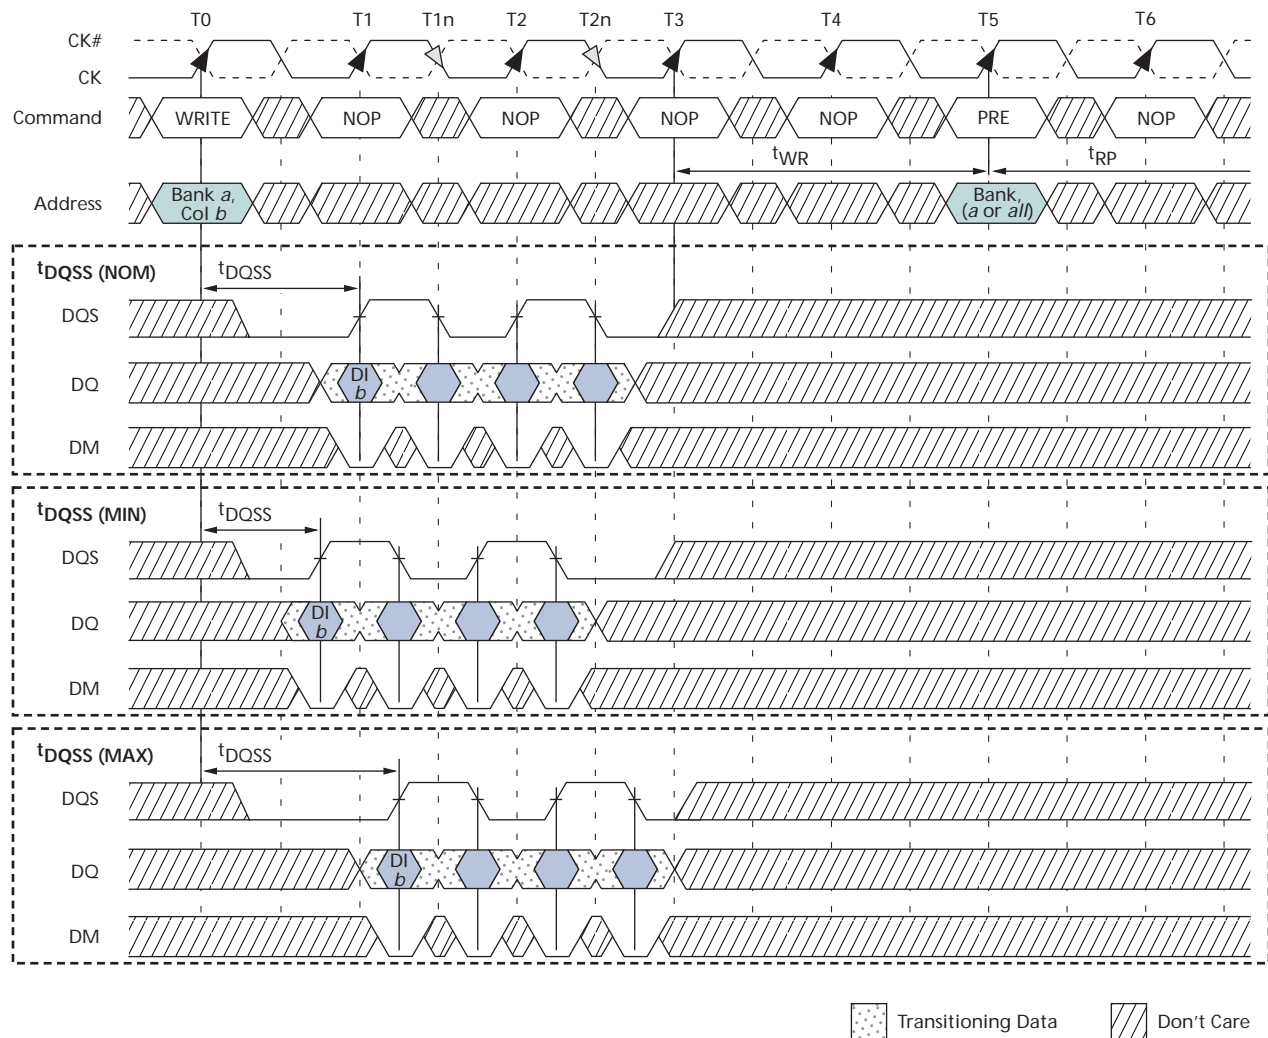 T0 T1 T1n T2 T2n T3 T4 T5 T6
CK#
CK
Command WRITE NOP NOP NOP NOP PRE NOP
tWR tRP
Address Bank a, Col b Bank, (a or all)
tDQSS (NOM) tDQSS
DQS
DQ DI b
DM
tDQSS (MIN) tDQSS
DQS
DQ DI b
DM
tDQSS (MAX) tDQSS
DQS
DQ DI b
DM
Transitioning Data Don't Care